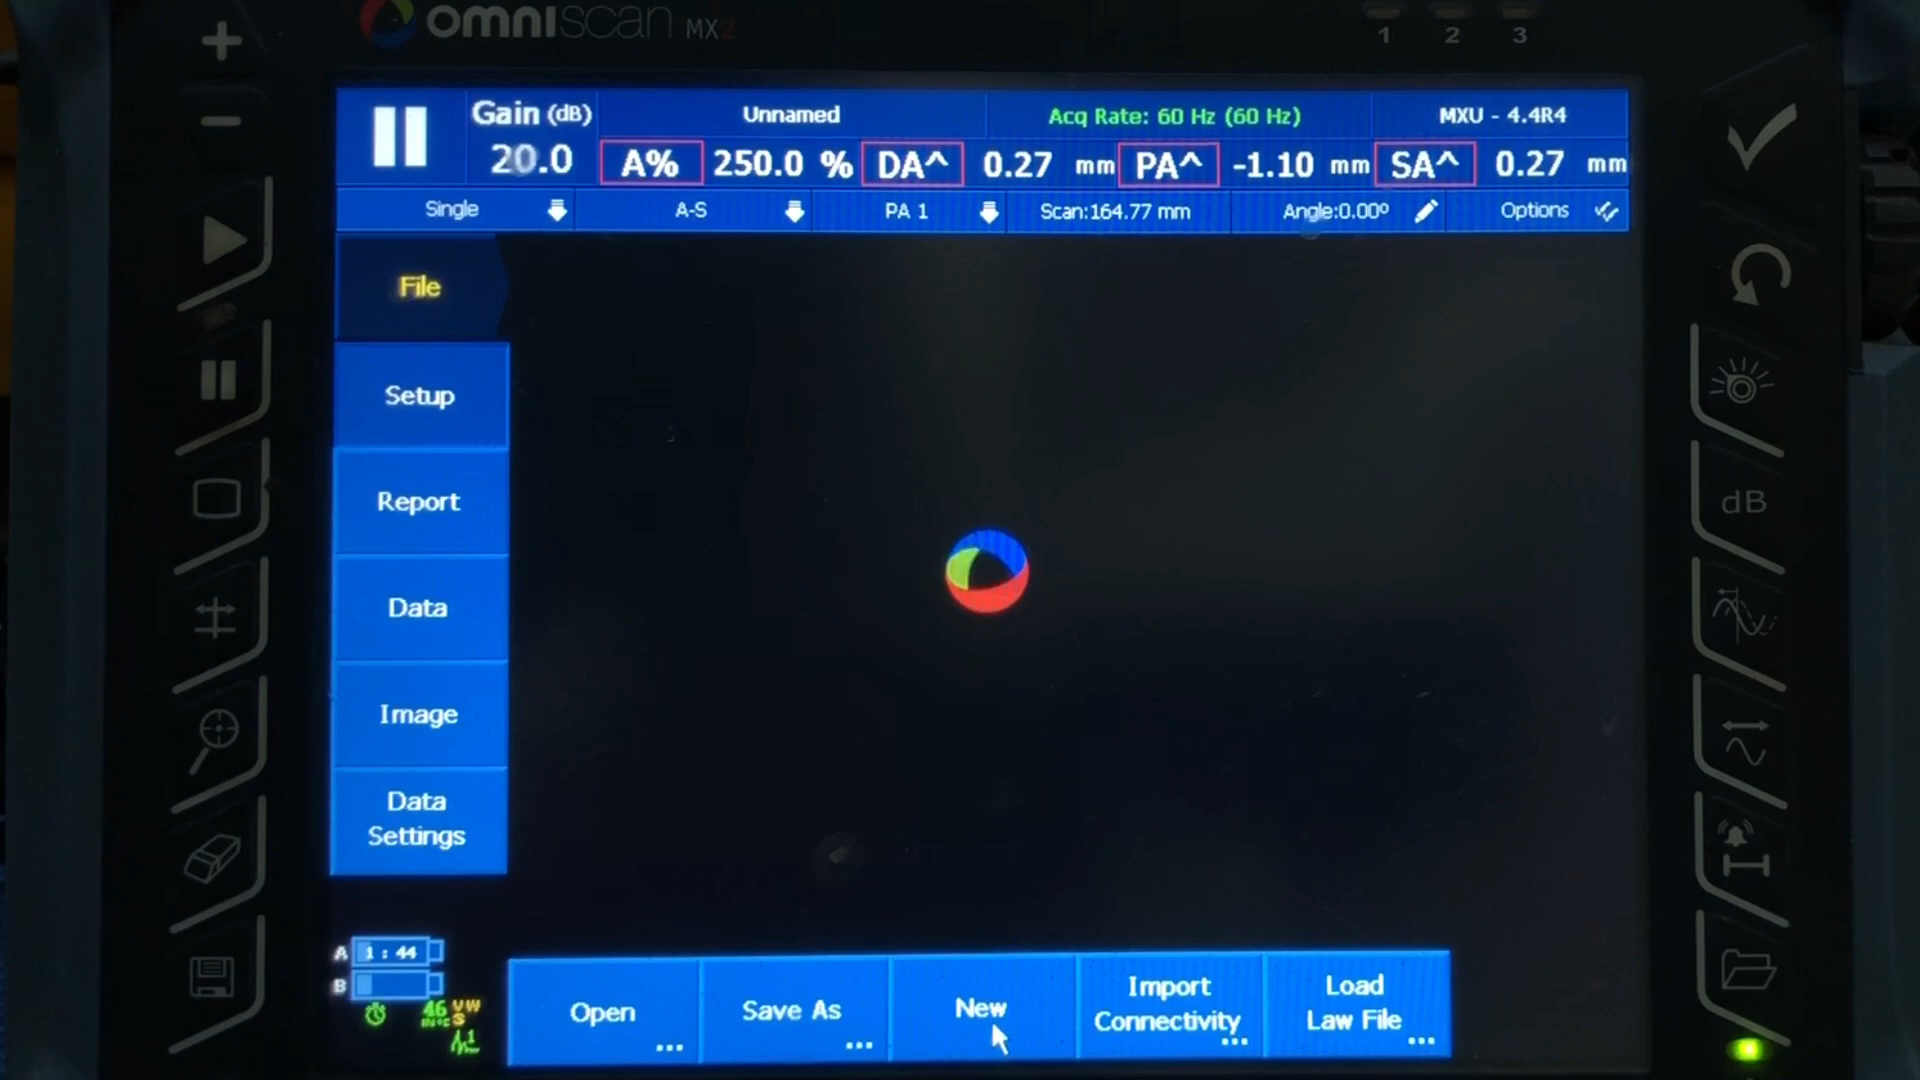 omniscan MX2
1 2 3
Gain (dB)
20.0
Unnamed
Acq Rate: 60 Hz (60 Hz)
MXU - 4.4R4
A% 250.0 % DA^ 0.27 mm PA^ -1.10 mm SA^ 0.27 mm
Single
A-S
PA 1
Scan:164.77 mm
Angle:0.00º
Options
File
Setup
Report
Data
Image
Data
Settings
dB
A 1 : 44
B
46
VW
S
1
Open
...
Save As
...
New
Import
Connectivity
...
Load
Law File
...